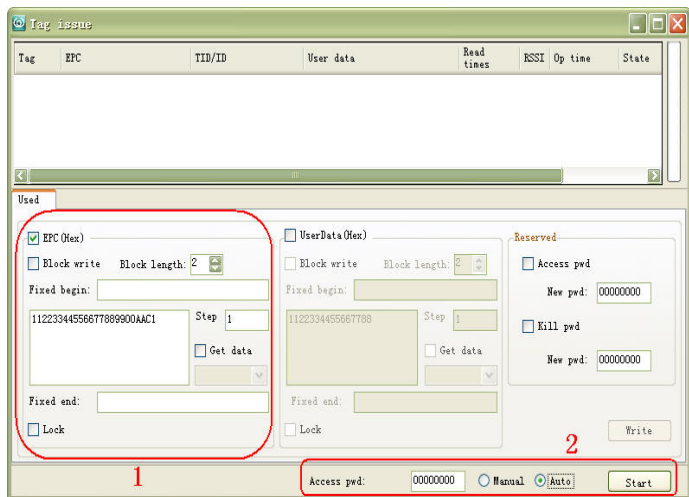 Tag issue
Tag EPC TID/ID User data Read times RSSI Op time State
Used
EPC(Hex)
Block write Block length: 2
Fixed begin:
11223344556677889900AAC1
Step 1
Get data
Fixed end:
Lock
UserData(Hex)
Block write Block length: 2
Fixed begin:
1122334455667788
Step 1
Get data
Fixed end:
Lock
Reserved
Access pwd
New pwd: 00000000
Kill pwd
New pwd: 00000000
Write
1
2
Access pwd: 00000000 Manual Auto Start